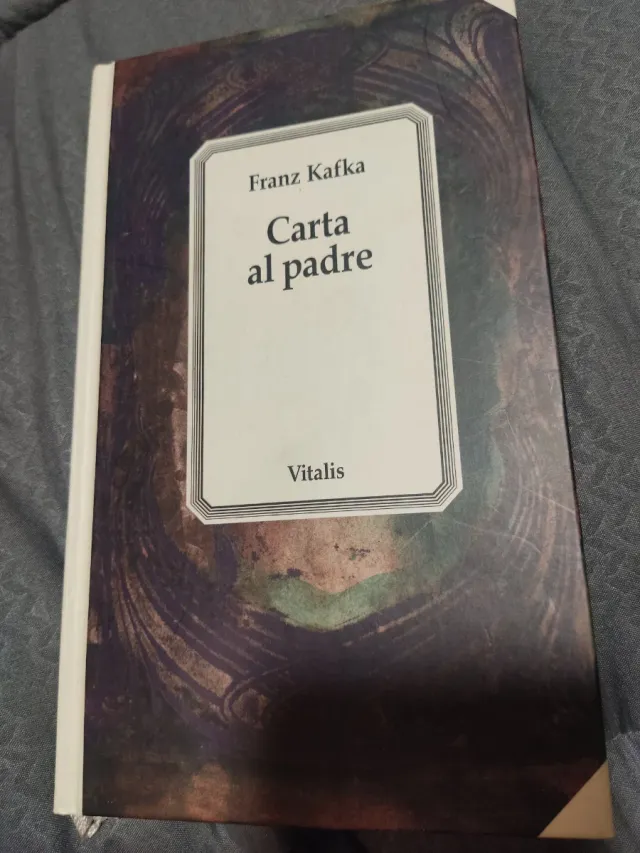 Franz Kafka
Carta
al padre
Vitalis